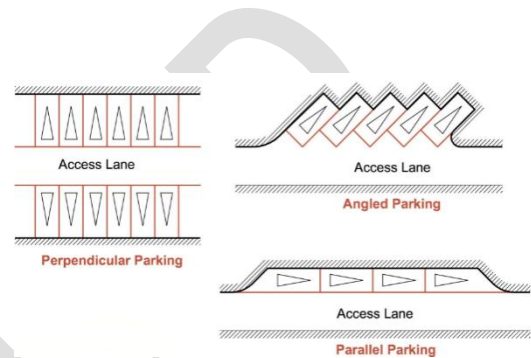 Access Lane
Perpendicular Parking
Access Lane
Angled Parking
Access Lane
Parallel Parking